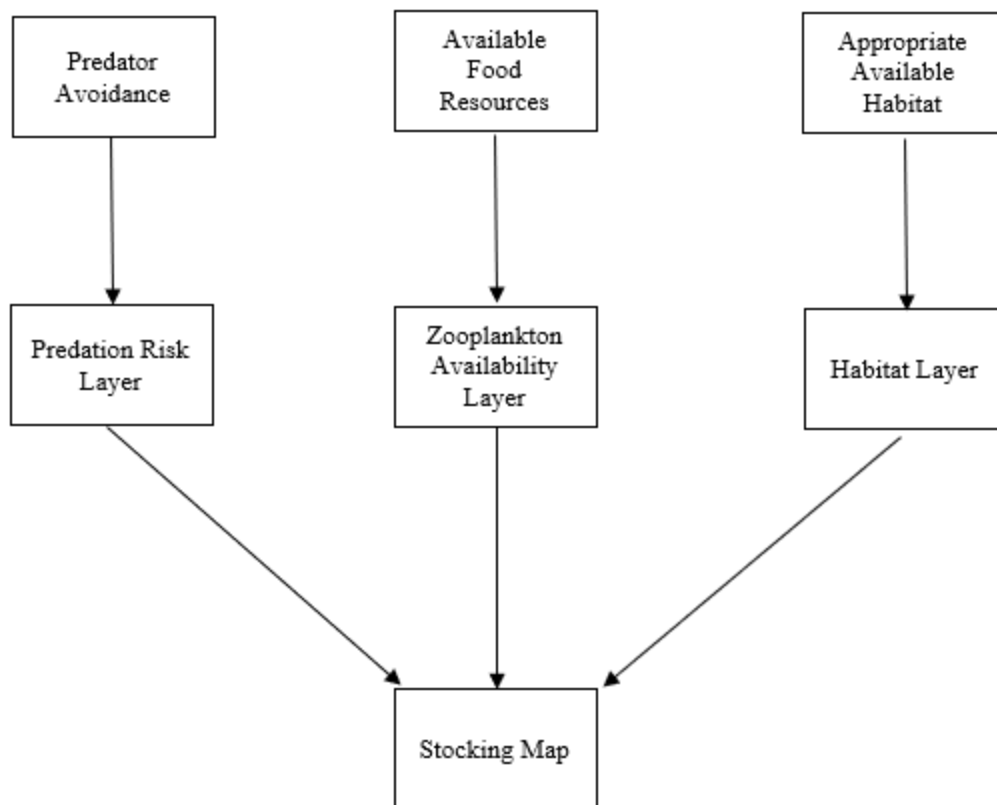 Predator
Avoidance
Available
Food
Resources
Appropriate
Available
Habitat
Predation Risk
Layer
Zooplankton
Availability
Layer
Habitat Layer
Stocking Map